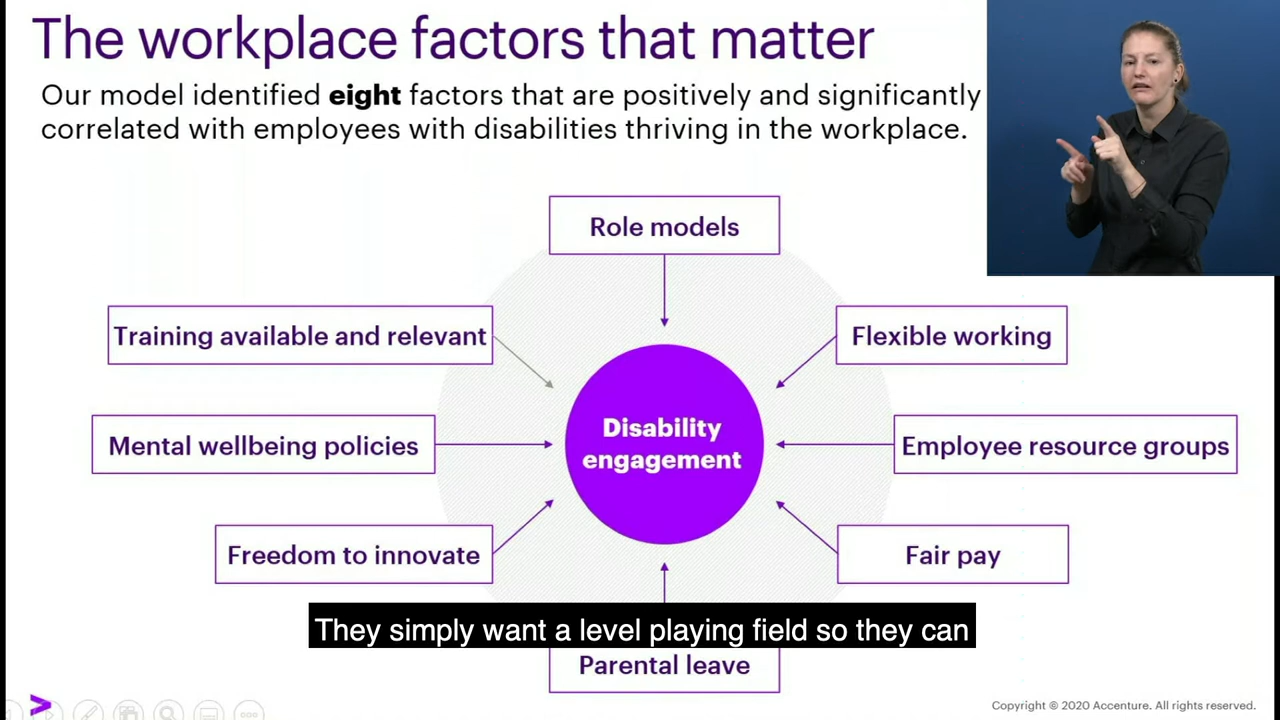 The workplace factors that matter
Our model identified eight factors that are positively and significantly
correlated with employees with disabilities thriving in the workplace.
Role models
Training available and relevant
Flexible working
Disability
engagement
Mental wellbeing policies
Employee resource groups
Freedom to innovate
Fair pay
They simply want a level playing field so they can
Parental leave
Copyright © 2020 Accenture. All rights reserved.